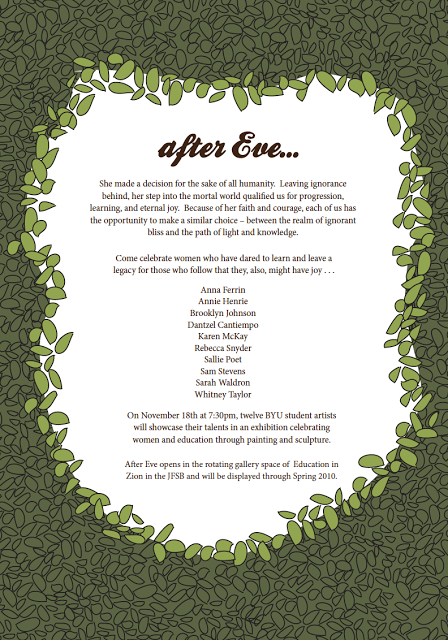 after Eve...
She made a decision for the sake of all humanity. Leaving ignorance
behind, her step into the mortal world qualified us for progression,
learning, and eternal joy. Because of her faith and courage, each of us has
the opportunity to make a similar choice – between the realm of ignorant
bliss and the path of light and knowledge.
Come celebrate women who have dared to learn and leave a
legacy for those who follow that they, also, might have joy . . .
Anna Ferrin
Annie Henrie
Brooklyn Johnson
Dantzel Cantiempo
Karen McKay
Rebecca Snyder
Sallie Poet
Sam Stevens
Sarah Waldron
Whitney Taylor
On November 18th at 7:30pm, twelve BYU student artists
will showcase their talents in an exhibition celebrating
women and education through painting and sculpture.
After Eve opens in the rotating gallery space of Education in
Zion in the JFSB and will be displayed through Spring 2010.